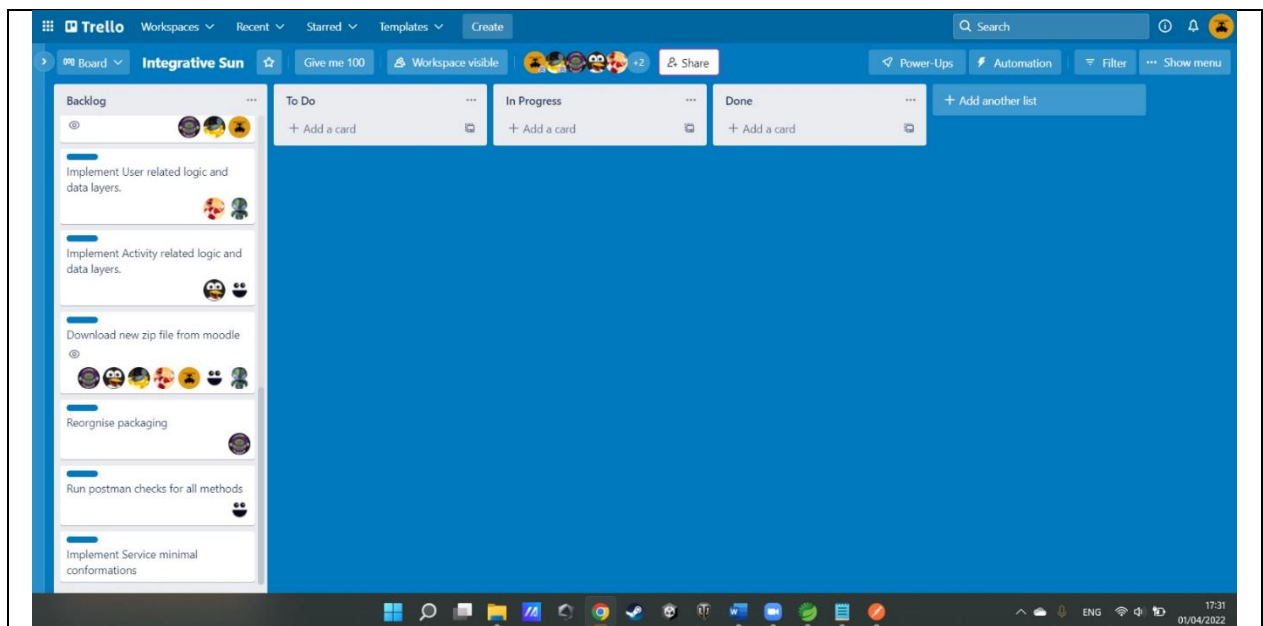 Trello Workspaces Recent Starred Templates Create Search
Board Integrative Sun Give me 100 Workspace visible +2 Share Power-Ups Automation Filter ··· Show menu
Backlog ···
Implement User related logic and
data layers.
Implement Activity related logic and
data layers.
Download new zip file from moodle
Reorgnise packaging
Run postman checks for all methods
Implement Service minimal
conformations
To Do ···
+ Add a card
In Progress ···
+ Add a card
Done ···
+ Add a card
+ Add another list
ENG 17:31
01/04/2022